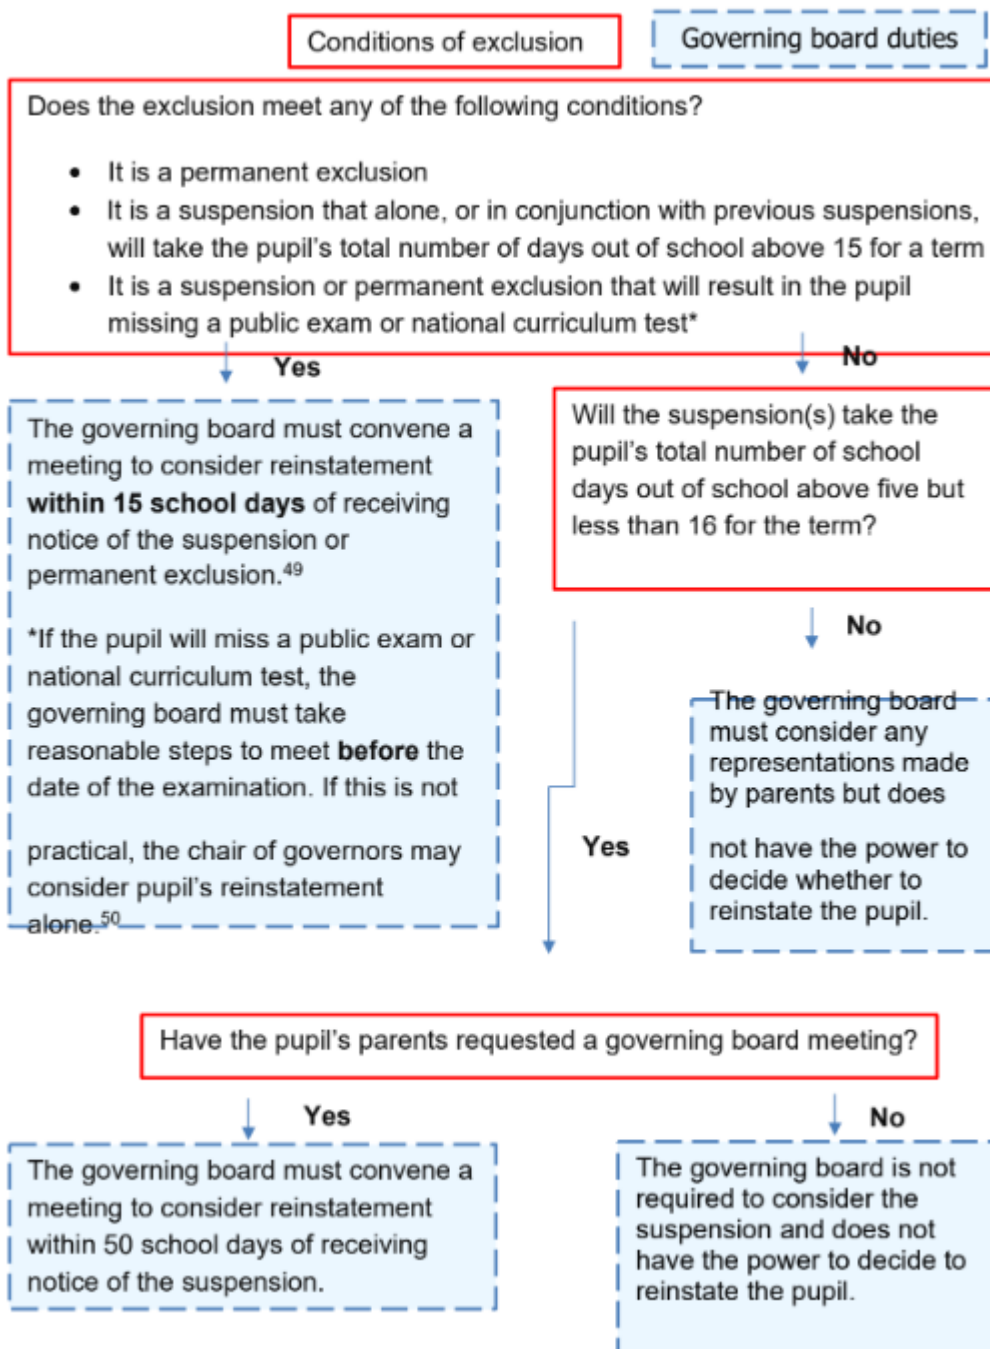 Conditions of exclusion
Governing board duties
Does the exclusion meet any of the following conditions?
• It is a permanent exclusion
• It is a suspension that alone, or in conjunction with previous suspensions,
will take the pupil's total number of days out of school above 15 for a term
• It is a suspension or permanent exclusion that will result in the pupil
missing a public exam or national curriculum test*
Yes
No
The governing board must convene a
meeting to consider reinstatement
within 15 school days of receiving
notice of the suspension or
permanent exclusion.49
*If the pupil will miss a public exam or
national curriculum test, the
governing board must take
reasonable steps to meet before the
date of the examination. If this is not
practical, the chair of governors may
consider pupil's reinstatement
alone.50
Will the suspension(s) take the
pupil's total number of school
days out of school above five but
less than 16 for the term?
No
The governing board
must consider any
representations made
by parents but does
not have the power to
decide whether to
reinstate the pupil.
Yes
Have the pupil's parents requested a governing board meeting?
Yes
No
The governing board must convene a
meeting to consider reinstatement
within 50 school days of receiving
notice of the suspension.
The governing board is not
required to consider the
suspension and does not
have the power to decide to
reinstate the pupil.